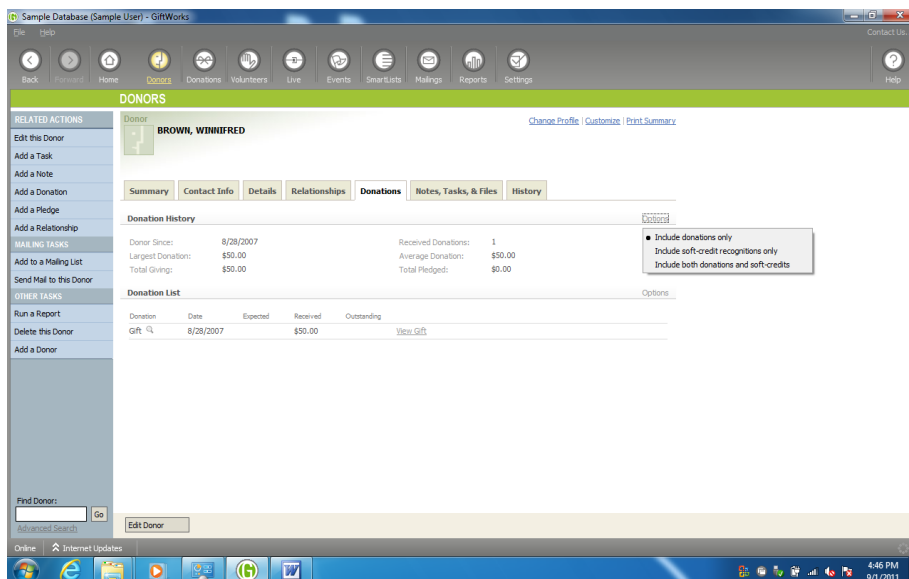 Sample Database (Sample User) - GiftWorks
File Help Contact Us.
Back Forward Home Donors Donations Volunteers Live Events SmartLists Mailings Reports Settings Help
DONORS
RELATED ACTIONS
Edit this Donor
Add a Task
Add a Note
Add a Donation
Add a Pledge
Add a Relationship
MAILING TASKS
Add to a Mailing List
Send Mail to this Donor
OTHER TASKS
Run a Report
Delete this Donor
Add a Donor
Find Donor:
Go
Advanced Search
Donor
BROWN, WINNIFRED
Change Profile | Customize | Print Summary
Summary Contact Info Details Relationships Donations Notes, Tasks, & Files History
Donation History Options
Include donations only
Include soft-credit recognitions only
Include both donations and soft-credits
Donor Since: 8/28/2007 Received Donations: 1
Largest Donation: $50.00 Average Donation: $50.00
Total Giving: $50.00 Total Pledged: $0.00
Donation List Options
Donation Date Expected Received Outstanding
Gift 8/28/2007 $50.00 View Gift
Edit Donor
Online Internet Updates
4:46 PM
9/1/2011